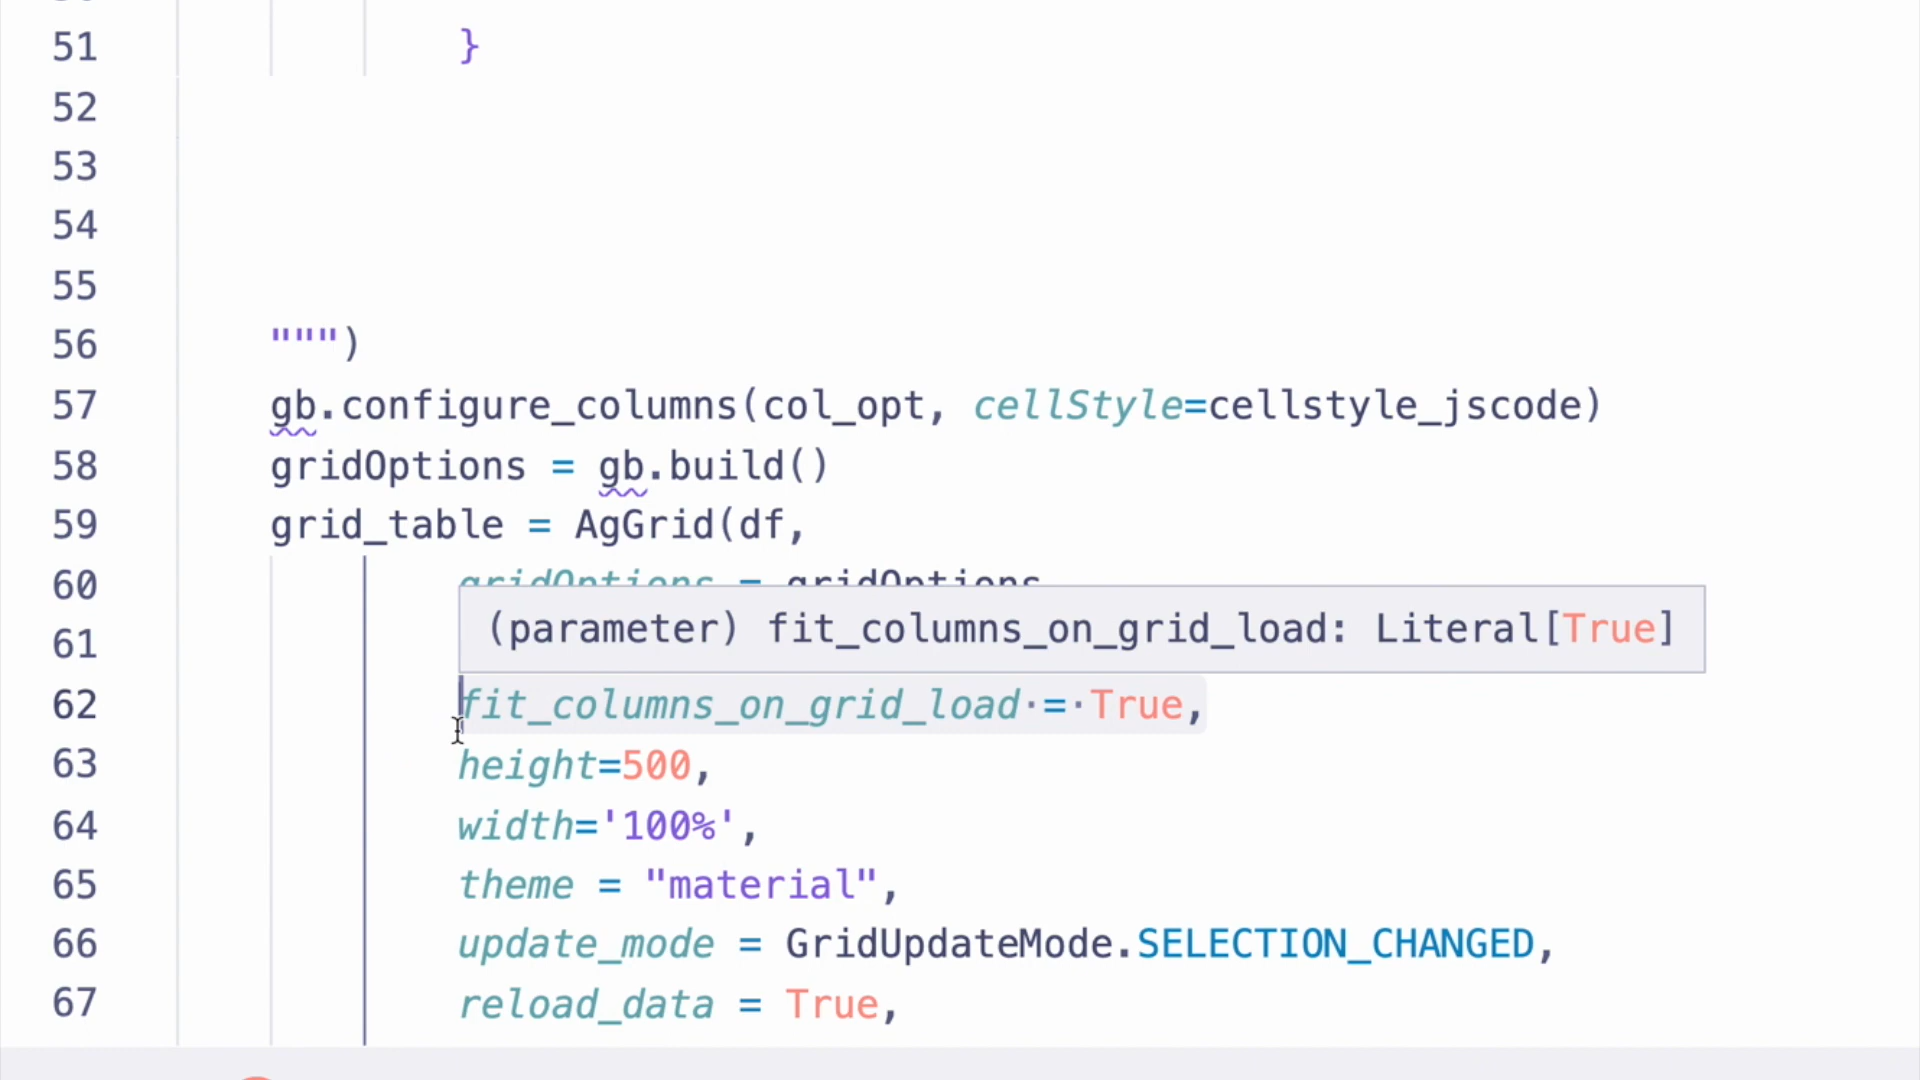 51 }
52
53
54
55
56 """)
57 gb.configure_columns(col_opt, cellStyle=cellstyle_jscode)
58 gridOptions = gb.build()
59 grid_table = AgGrid(df,
60 gridOptions = gridOptions
61 (parameter) fit_columns_on_grid_load: Literal[True]
62 fit_columns_on_grid_load·=·True,
63 height=500,
64 width='100%',
65 theme = "material",
66 update_mode = GridUpdateMode.SELECTION_CHANGED,
67 reload_data = True,